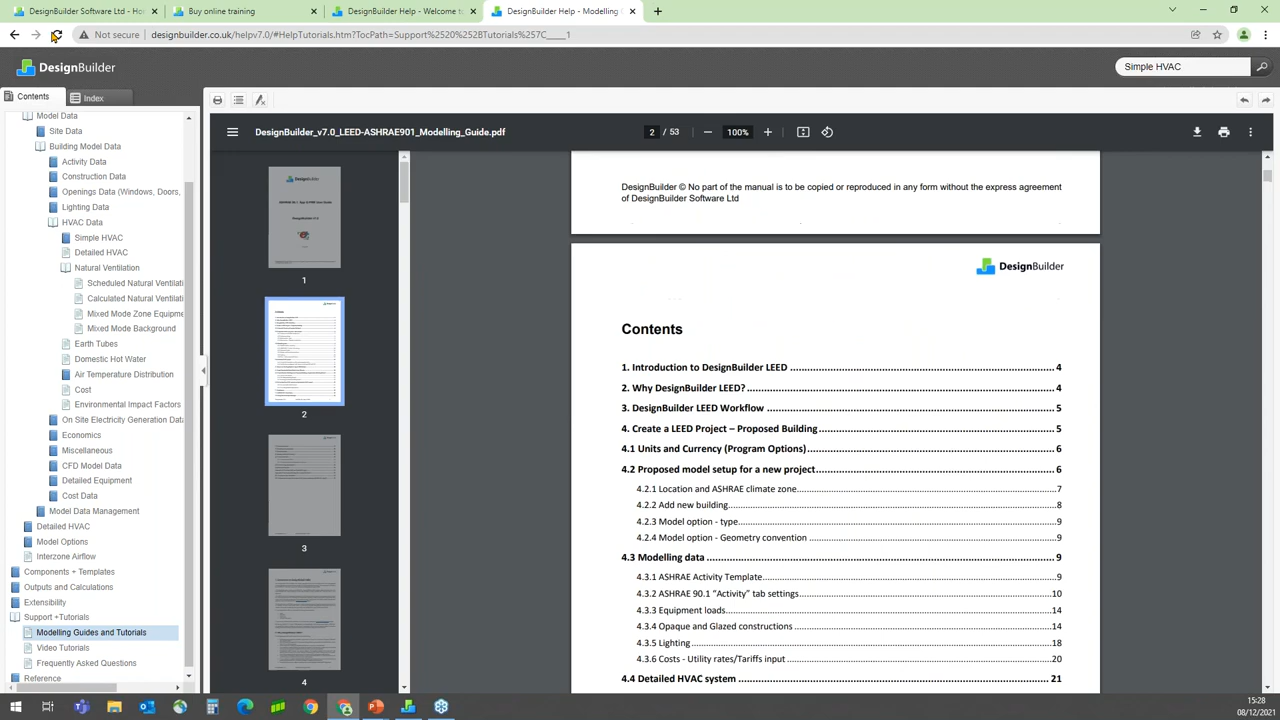 DesignBuilder Software Ltd - Ho
Buy online training
DesignBuilder Help - Welcome t
DesignBuilder Help - Modelling
Not secure
designbuilder.co.uk/helpv7.0/#HelpTutorials.htm?TocPath=Support%2520%252BTutorials%257C____1
DesignBuilder
Simple HVAC
Contents
Index
Model Data
Site Data
Building Model Data
Activity Data
Construction Data
Openings Data (Windows, Doors,
Lighting Data
HVAC Data
Simple HVAC
Detailed HVAC
Natural Ventilation
Scheduled Natural Ventilati
Calculated Natural Ventilati
Mixed Mode Zone Equipme
Mixed Mode Background
Earth Tubes
Domestic Hot Water
Air Temperature Distribution
Cost
Environmental Impact Factors
On Site Electricity Generation Data
Economics
Miscellaneous
CFD Model Data
Detailed Equipment
Cost Data
Model Data Management
Detailed HVAC
Model Options
Interzone Airflow
Components + Templates
Outputs and Calculations
Extensibility
Support +Tutorials
Modelling Guides and Tutorials
Video Tutorials
Frequently Asked Questions
Reference
DesignBuilder_v7.0_LEED-ASHRAE901_Modelling_Guide.pdf
2 / 53
100%
1
2
3
4
DesignBuilder © No part of the manual is to be copied or reproduced in any form without the express agreement
of DesignBuilder Software Ltd
DesignBuilder
Contents
1. Introduction to DesignBuilder LEED 4
2. Why DesignBuilder LEED? 4
3. DesignBuilder LEED Workflow 5
4. Create a LEED Project – Proposed Building 5
4.1 Units and Currency (Program Options) 6
4.2 Proposed model setup for a new project 6
4.2.1 Location and ASHRAE climate zone 7
4.2.2 Add new building 8
4.2.3 Model option - type 9
4.2.4 Model option - Geometry convention 9
4.3 Modelling data 9
4.3.1 ASHRAE Activity Template 9
4.3.2 ASHRAE 90.1 "Activity" tab settings 10
4.3.3 Equipment loads 14
4.3.4 Opaque and Glazed constructions 14
4.3.5 Lighting 18
4.3.6 Costs - Utility rates/Tariffs input 20
4.4 Detailed HVAC system 21
15:28
08/12/2021